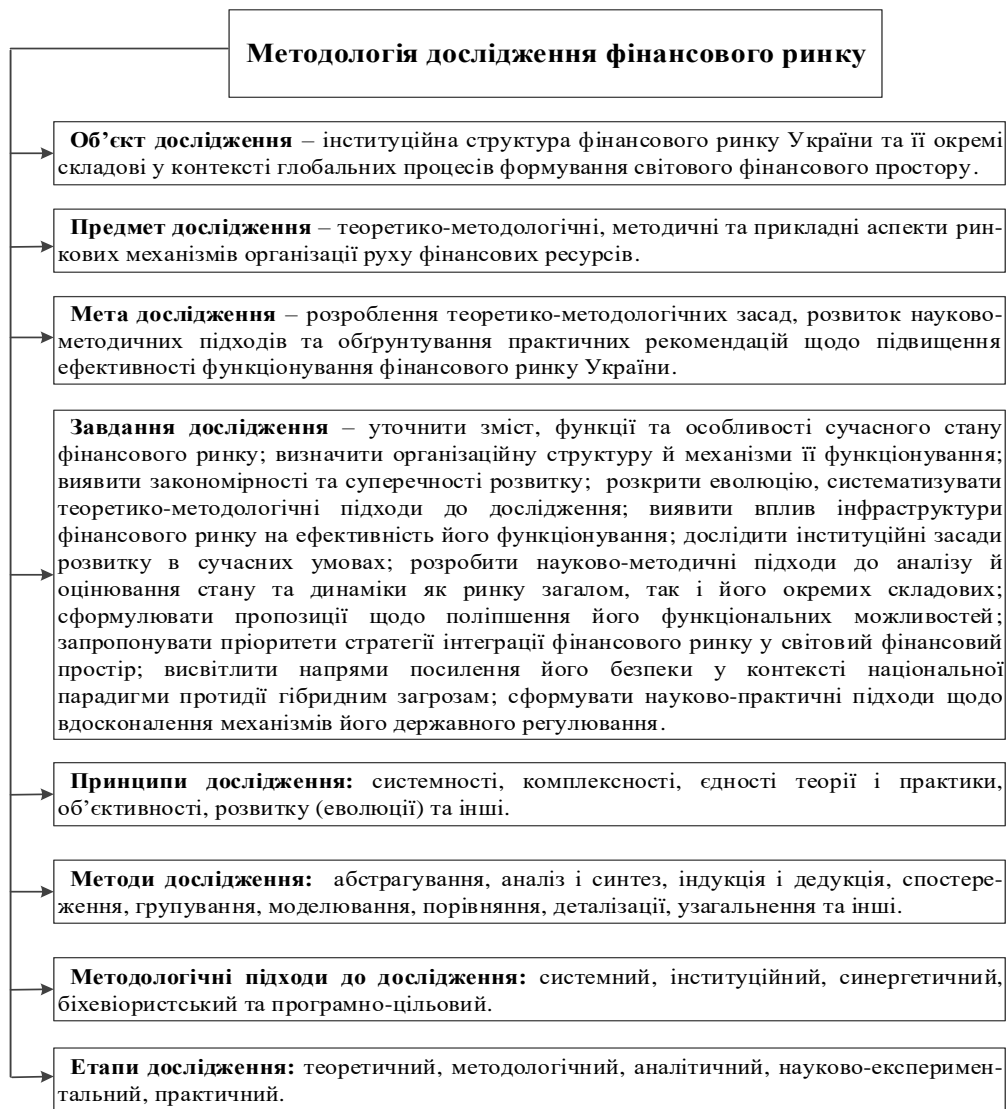 Методологія дослідження фінансового ринку
Об’єкт дослідження – інституційна структура фінансового ринку України та її окремі
складові у контексті глобальних процесів формування світового фінансового простору.
Предмет дослідження – теоретико-методологічні, методичні та прикладні аспекти рин-
кових механізмів організації руху фінансових ресурсів.
Мета дослідження – розроблення теоретико-методологічних засад, розвиток науково-
методичних підходів та обґрунтування практичних рекомендацій щодо підвищення
ефективності функціонування фінансового ринку України.
Завдання дослідження – уточнити зміст, функції та особливості сучасного стану
фінансового ринку; визначити організаційну структуру й механізми її функціонування;
виявити закономірності та суперечності розвитку; розкрити еволюцію, систематизувати
теоретико-методологічні підходи до дослідження; виявити вплив інфраструктури
фінансового ринку на ефективність його функціонування; дослідити інституційні засади
розвитку в сучасних умовах; розробити науково-методичні підходи до аналізу й
оцінювання стану та динаміки як ринку загалом, так і його окремих складових;
сформулювати пропозиції щодо поліпшення його функціональних можливостей;
запропонувати пріоритети стратегії інтеграції фінансового ринку у світовий фінансовий
простір; висвітлити напрями посилення його безпеки у контексті національної
парадигми протидії гібридним загрозам; сформувати науково-практичні підходи щодо
вдосконалення механізмів його державного регулювання.
Принципи дослідження: системності, комплексності, єдності теорії і практики,
об’єктивності, розвитку (еволюції) та інші.
Методи дослідження: абстрагування, аналіз і синтез, індукція і дедукція, спостере-
ження, групування, моделювання, порівняння, деталізації, узагальнення та інші.
Методологічні підходи до дослідження: системний, інституційний, синергетичний,
біхевіористський та програмно-цільовий.
Етапи дослідження: теоретичний, методологічний, аналітичний, науково-експеримен-
тальний, практичний.